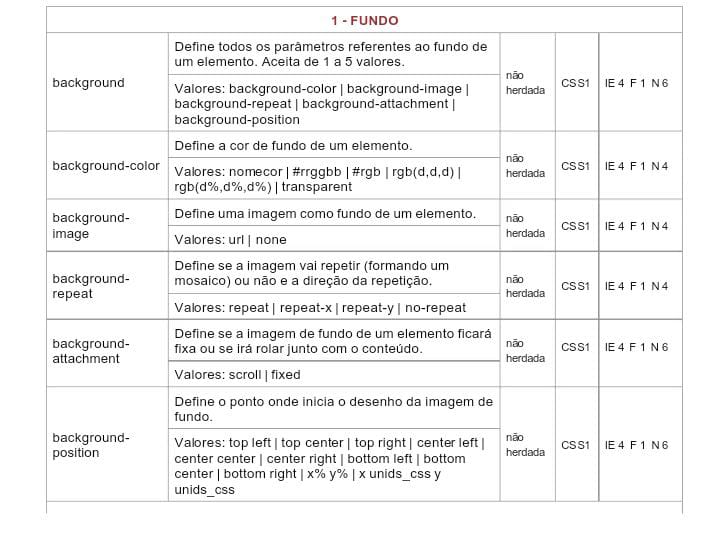 1 - FUNDO
background
Define todos os parâmetros referentes ao fundo de
um elemento. Aceita de 1 a 5 valores.
Valores: background-color | background-image |
background-repeat | background-attachment |
background-position
não
herdada
CSS1
IE 4 F 1 N 6
background-color
Define a cor de fundo de um elemento.
Valores: nomecor | #rrggbb | #rgb | rgb(d,d,d) |
rgb(d%,d%,d%) | transparent
não
herdada
CSS1
IE 4 F 1 N 4
background-
image
Define uma imagem como fundo de um elemento.
Valores: url | none
não
herdada
CSS1
IE 4 F 1 N 4
background-
repeat
Define se a imagem vai repetir (formando um
mosaico) ou não e a direção da repetição.
Valores: repeat | repeat-x | repeat-y | no-repeat
não
herdada
CSS1
IE 4 F 1 N 4
background-
attachment
Define se a imagem de fundo de um elemento ficará
fixa ou se irá rolar junto com o conteúdo.
Valores: scroll | fixed
não
herdada
CSS1
IE 4 F 1 N 6
background-
position
Define o ponto onde inicia o desenho da imagem de
fundo.
Valores: top left | top center | top right | center left |
center center | center right | bottom left | bottom
center | bottom right | x% y% | x unids_css y
unids_css
não
herdada
CSS1
IE 4 F 1 N 6